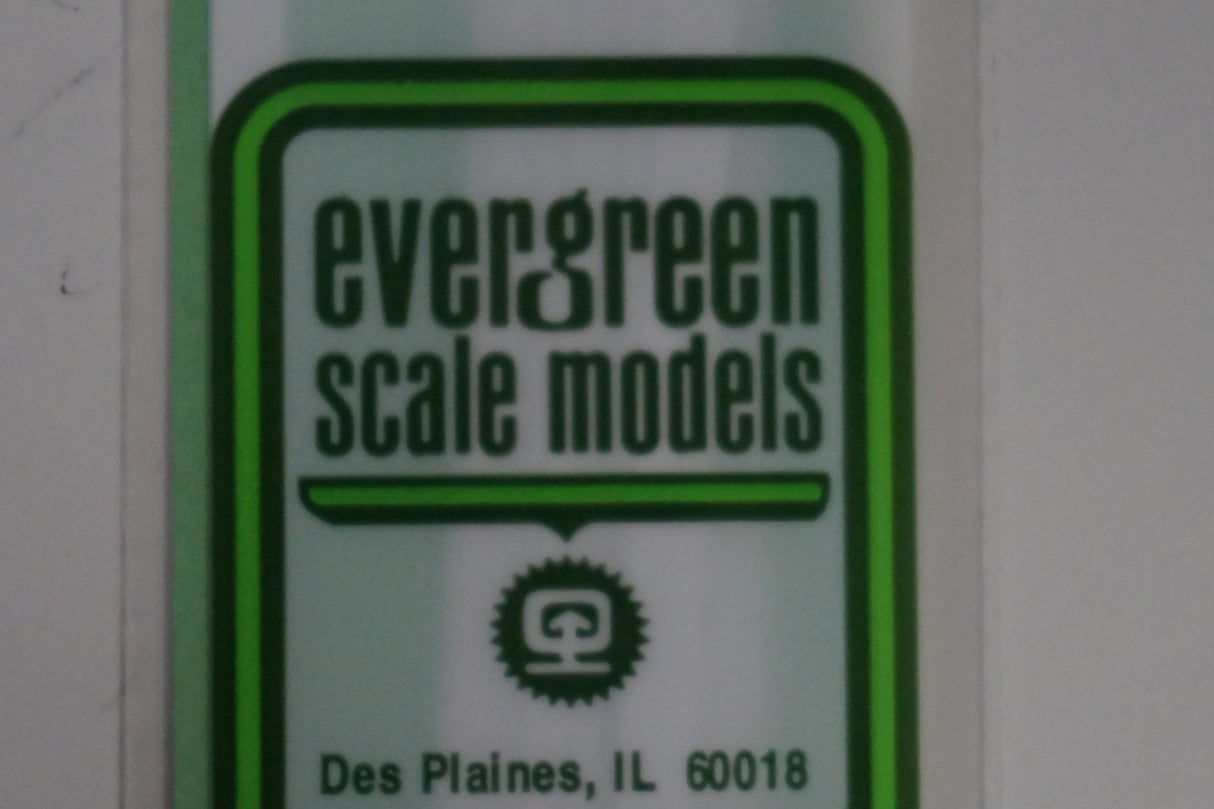 evergreen
scale models
Des Plaines, IL 60018